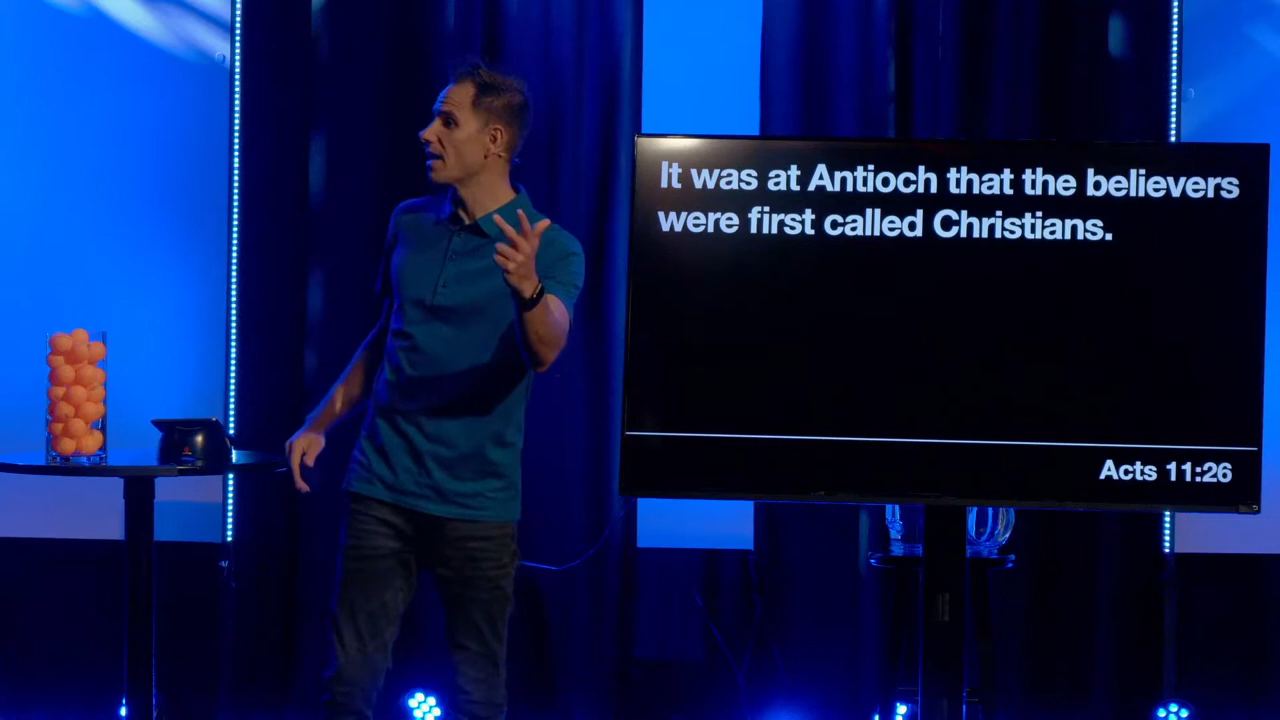 It was at Antioch that the believers
were first called Christians.
Acts 11:26